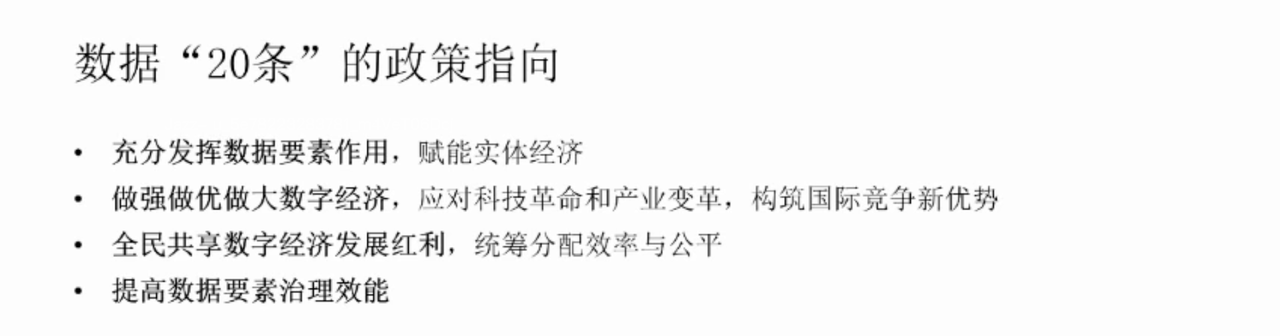 数据“20条”的政策指向
• 充分发挥数据要素作用，赋能实体经济
• 做强做优做大数字经济，应对科技革命和产业变革，构筑国际竞争新优势
• 全民共享数字经济发展红利，统筹分配效率与公平
• 提高数据要素治理效能